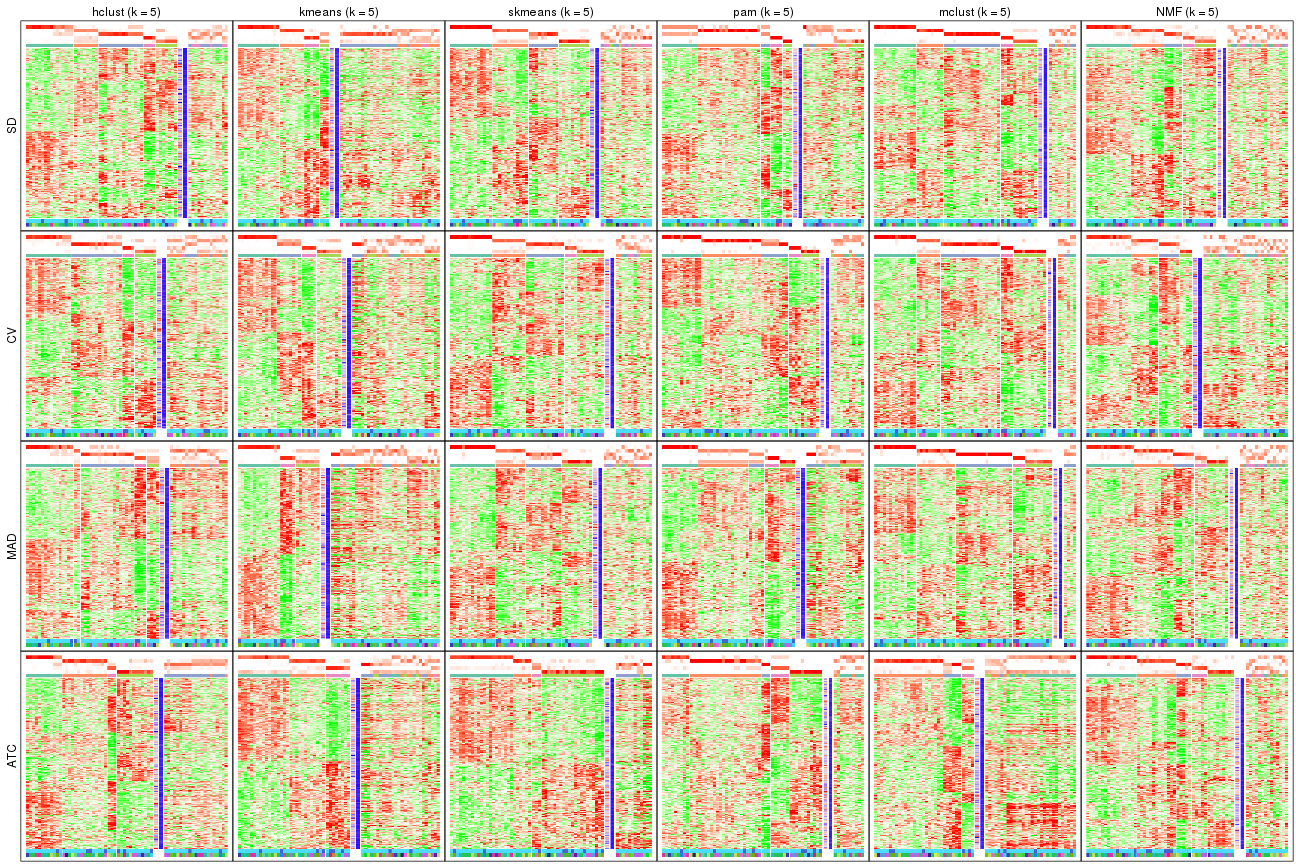 hclust (k = 5) kmeans (k = 5) skmeans (k = 5) pam (k = 5) mclust (k = 5) NMF (k = 5)
SD
CV
MAD
ATC